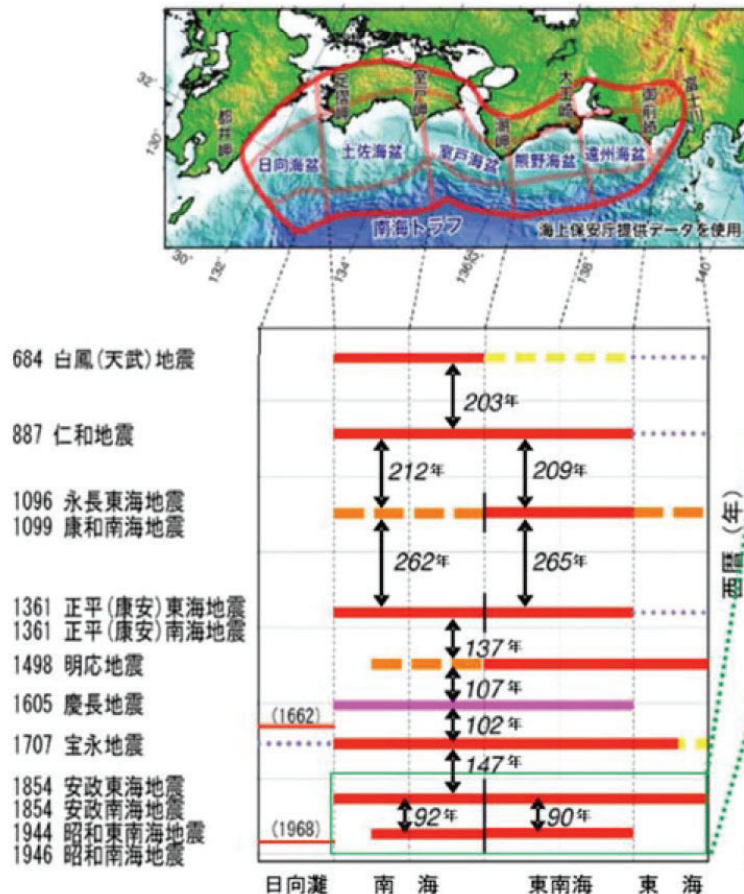 32°
130°
30°
132°
134°
136°
138°
140°
都井岬
足摺岬
室戸岬
潮岬
大王崎
御前崎
富士川
日向海盆
土佐海盆
室戸海盆
熊野海盆
遠州海盆
南海トラフ
海上保安庁提供データを使用
684 白鳳(天武)地震
203年
887 仁和地震
212年
209年
1096 永長東海地震
1099 康和南海地震
262年
265年
1361 正平(康安)東海地震
1361 正平(康安)南海地震
137年
1498 明応地震
107年
1605 慶長地震
(1662)
102年
1707 宝永地震
147年
1854 安政東海地震
1854 安政南海地震
92年
90年
1944 昭和東南海地震
(1968)
1946 昭和南海地震
西暦(年)
日向灘
南 海
東南海
東 海